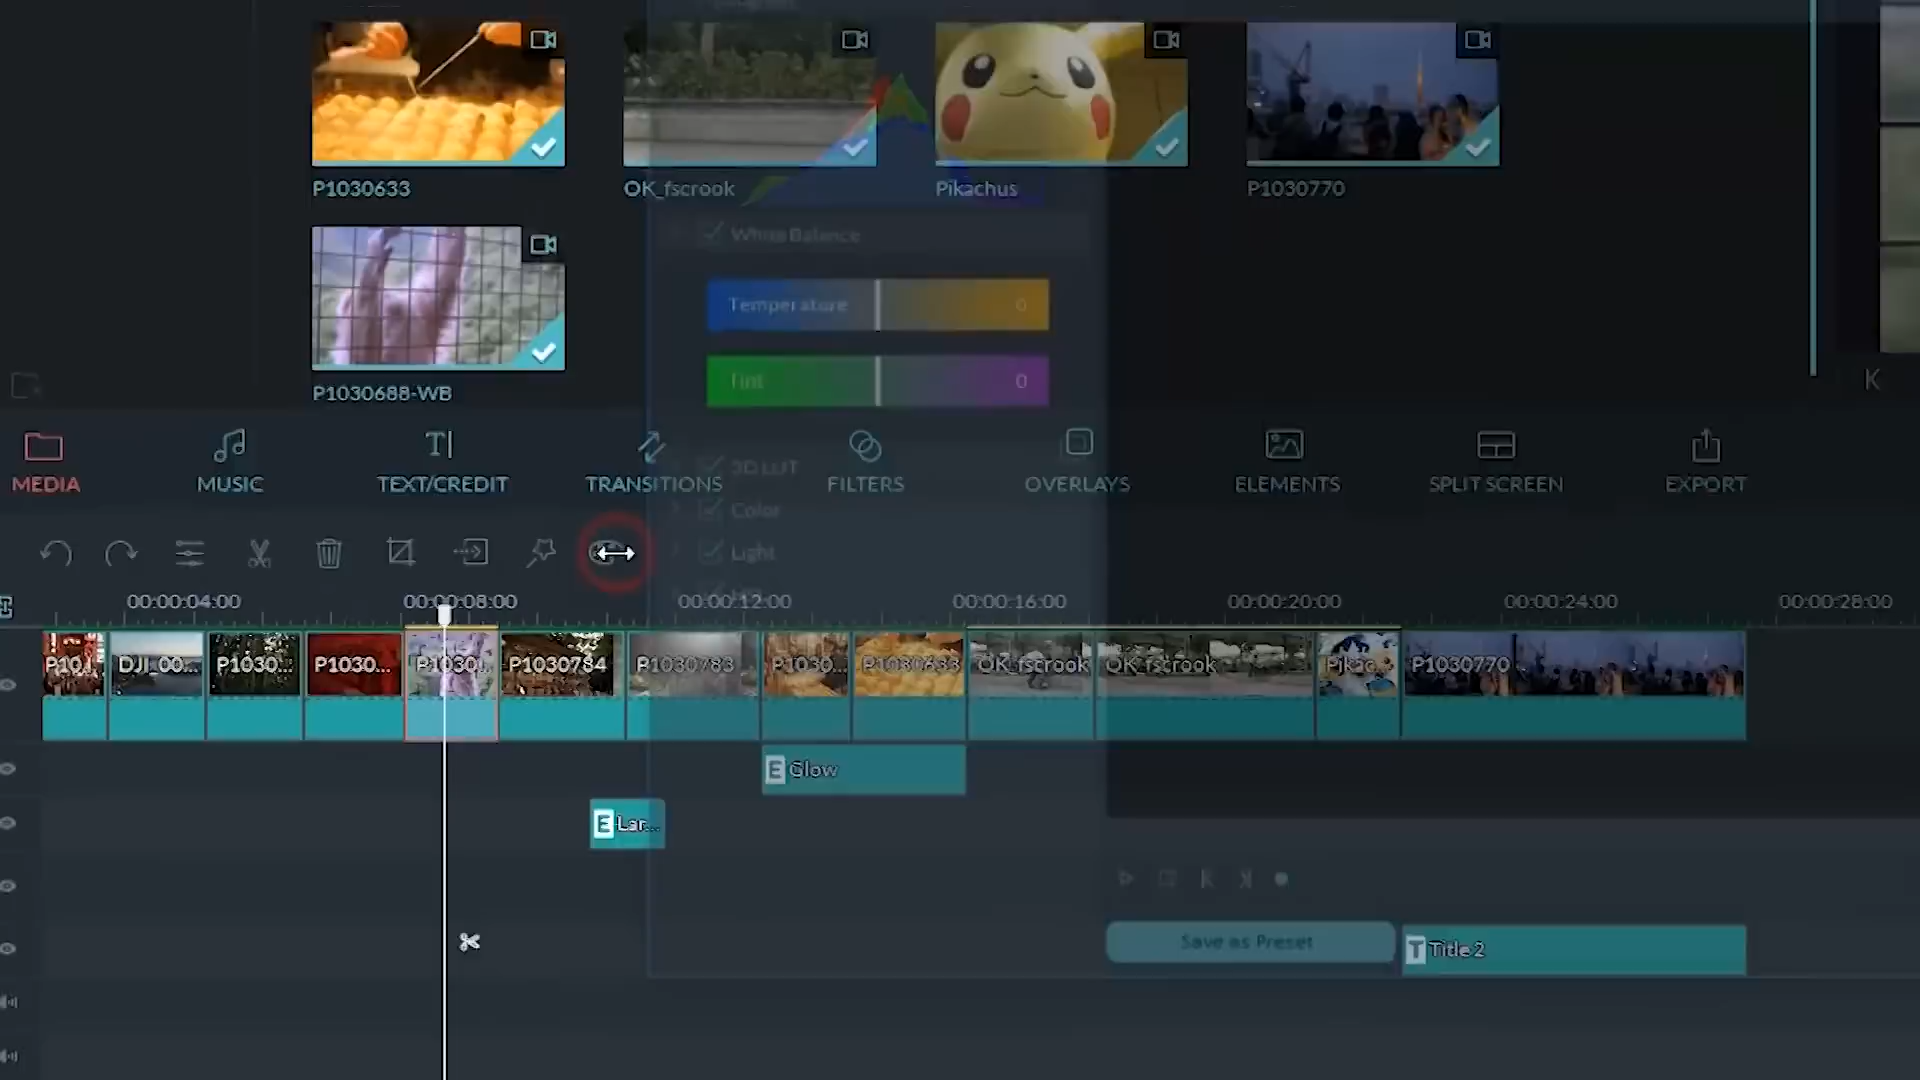 P1030633
OK_fscrook
Pikachus
P1030770
White Balance
Temperature 0
Tint 0
P1030688-WB
K
MEDIA
MUSIC
TEXT/CREDIT
TRANSITIONS
FILTERS
OVERLAYS
ELEMENTS
SPLIT SCREEN
EXPORT
3D LUT
Color
Light
00:00:04:00
00:00:08:00
00:00:12:00
00:00:16:00
00:00:20:00
00:00:24:00
00:00:28:00
DJI_00...
P1030...
P1030...
P1030784
P1030783
P1030...
P1030633
OK_fscrook
OK_fscrook
Pikac...
P1030770
E Glow
E Lar...
Save as Preset
T Title 2